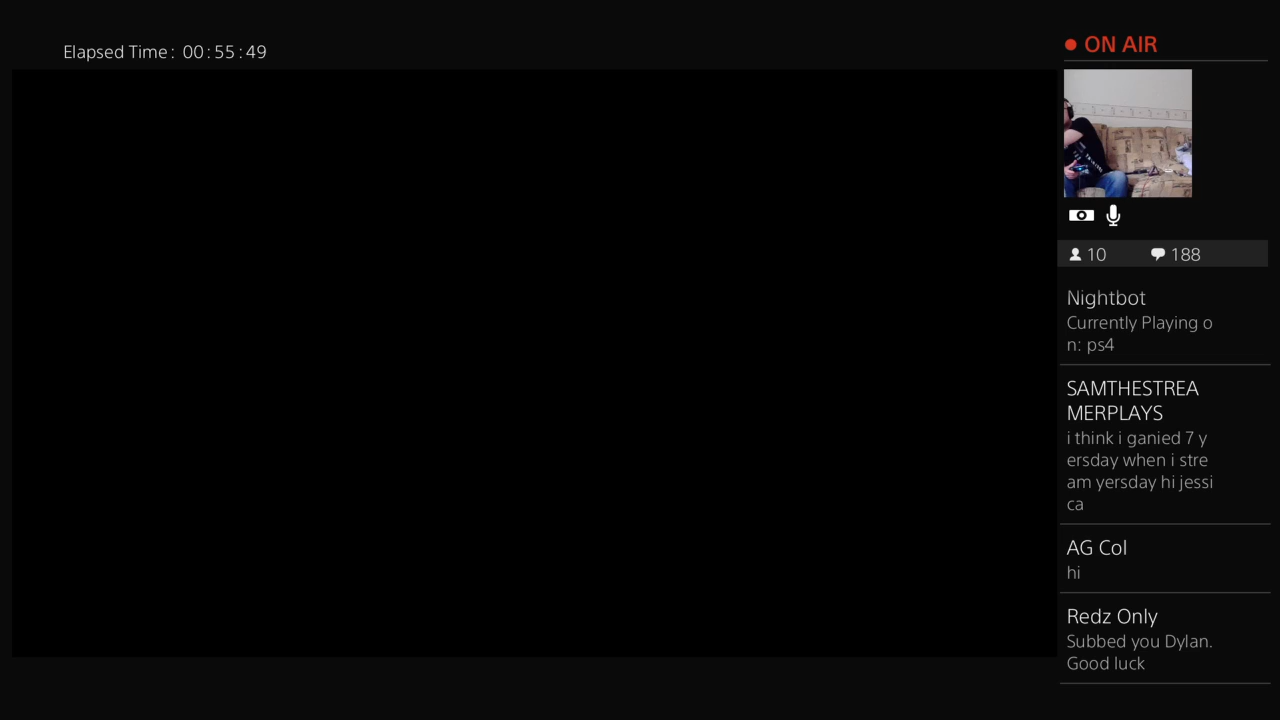 Elapsed Time: 00:55:49
ON AIR
10 188
Nightbot
Currently Playing o
n: ps4
SAMTHESTREA
MERPLAYS
i think i ganied 7 y
ersday when i stre
am yersday hi jessi
ca
AG Col
hi
Redz Only
Subbed you Dylan.
Good luck